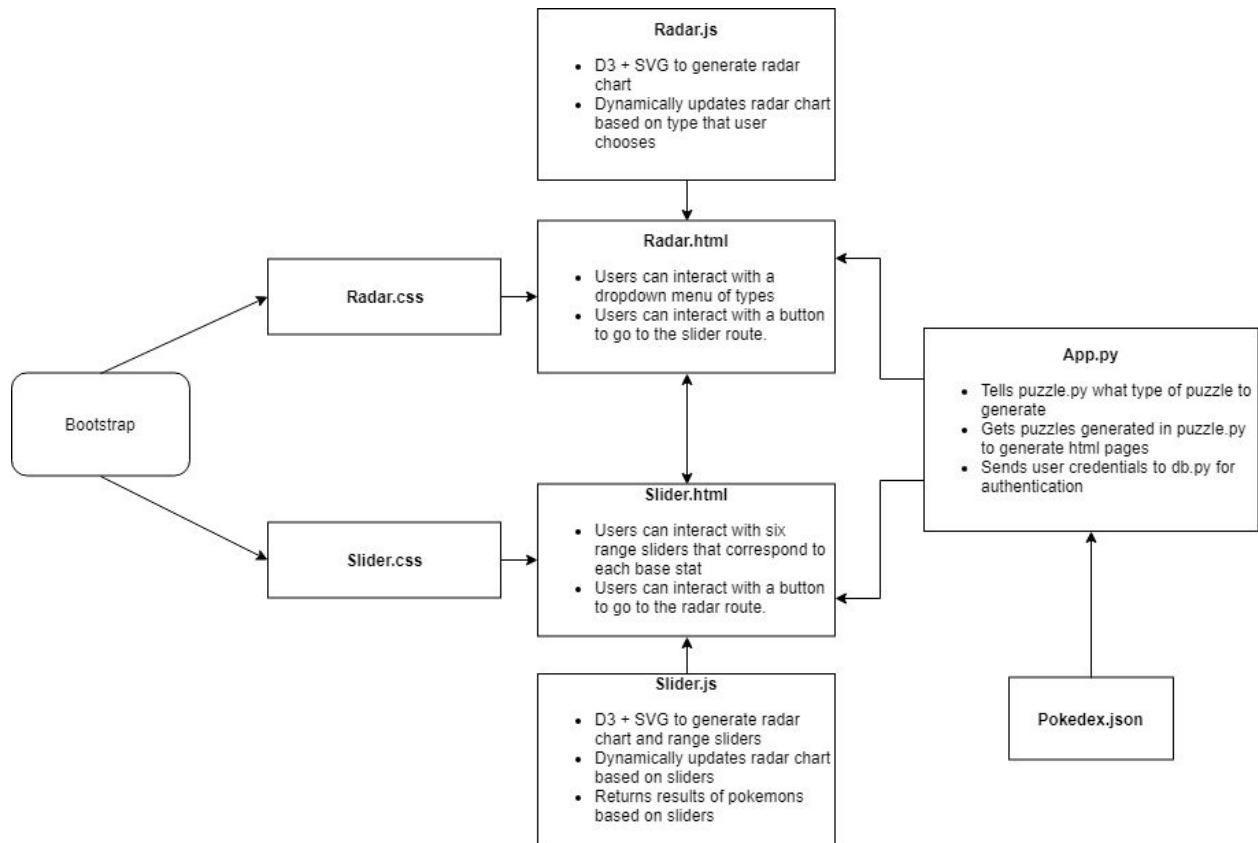 Radar.js
• D3 + SVG to generate radar
chart
• Dynamically updates radar chart
based on type that user
chooses
Radar.html
• Users can interact with a
dropdown menu of types
• Users can interact with a button
to go to the slider route.
Radar.css
Bootstrap
App.py
• Tells puzzle.py what type of puzzle to
generate
• Gets puzzles generated in puzzle.py
to generate html pages
• Sends user credentials to db.py for
authentication
Slider.html
• Users can interact with six
range sliders that correspond to
each base stat
• Users can interact with a button
to go to the radar route.
Slider.css
Slider.js
• D3 + SVG to generate radar
chart and range sliders
• Dynamically updates radar chart
based on sliders
• Returns results of pokemons
based on sliders
Pokedex.json